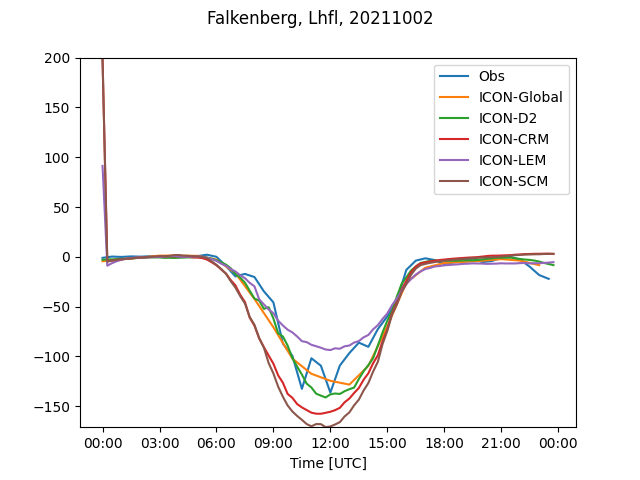 Falkenberg, Lhfl, 20211002
200
150
100
50
0
−50
−100
−150
Obs
ICON-Global
ICON-D2
ICON-CRM
ICON-LEM
ICON-SCM
00:00 03:00 06:00 09:00 12:00 15:00 18:00 21:00 00:00
Time [UTC]